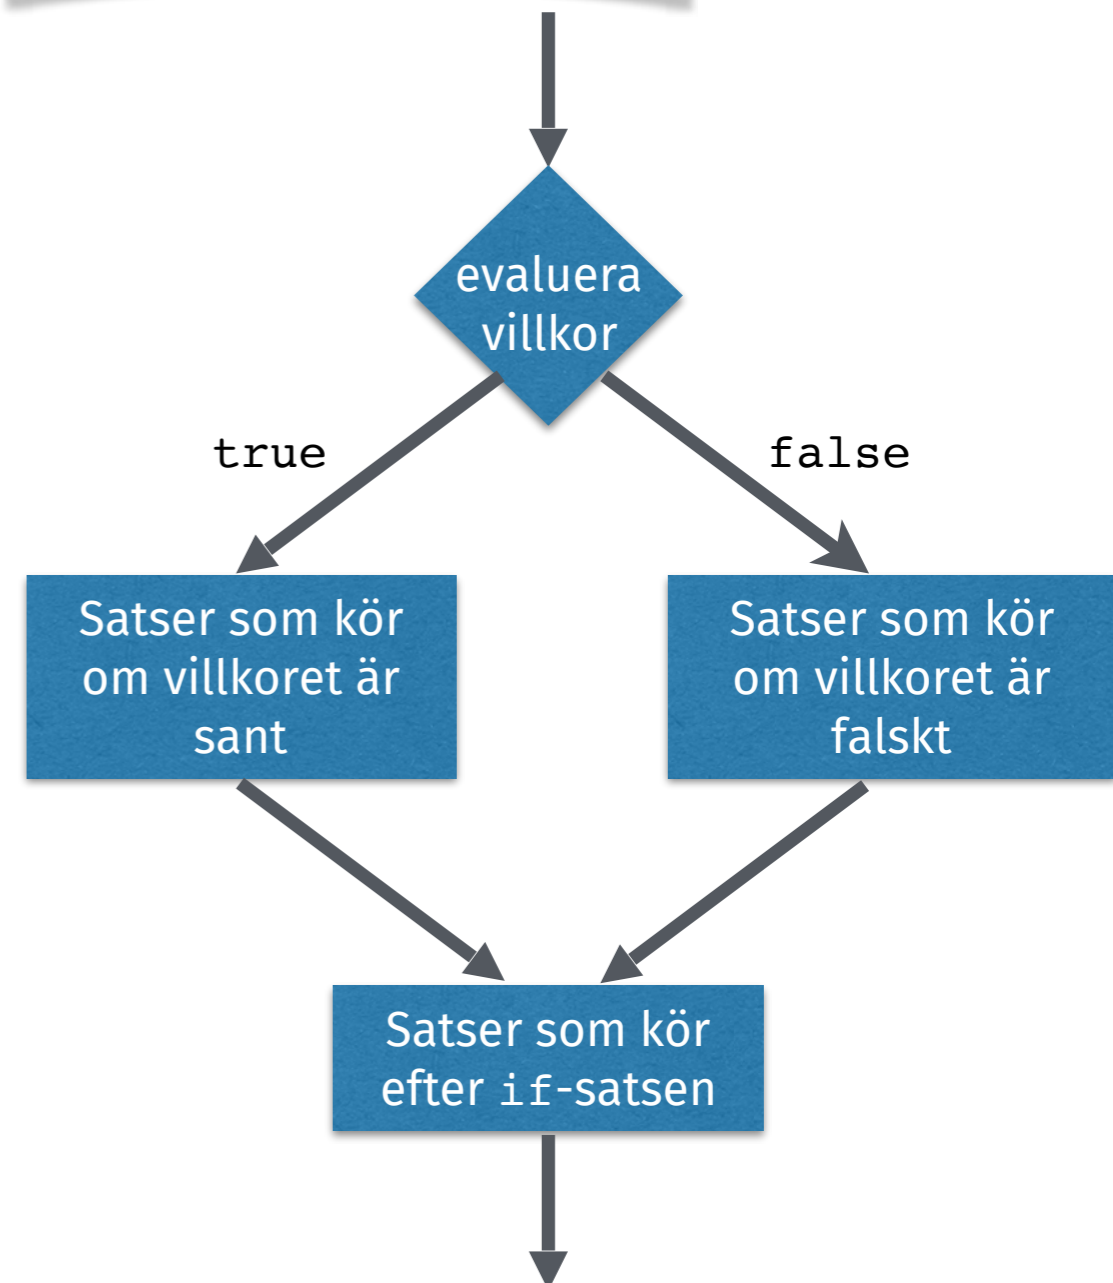 evaluera
villkor
true
false
Satser som kör
om villkoret är
sant
Satser som kör
om villkoret är
falskt
Satser som kör
efter if-satsen